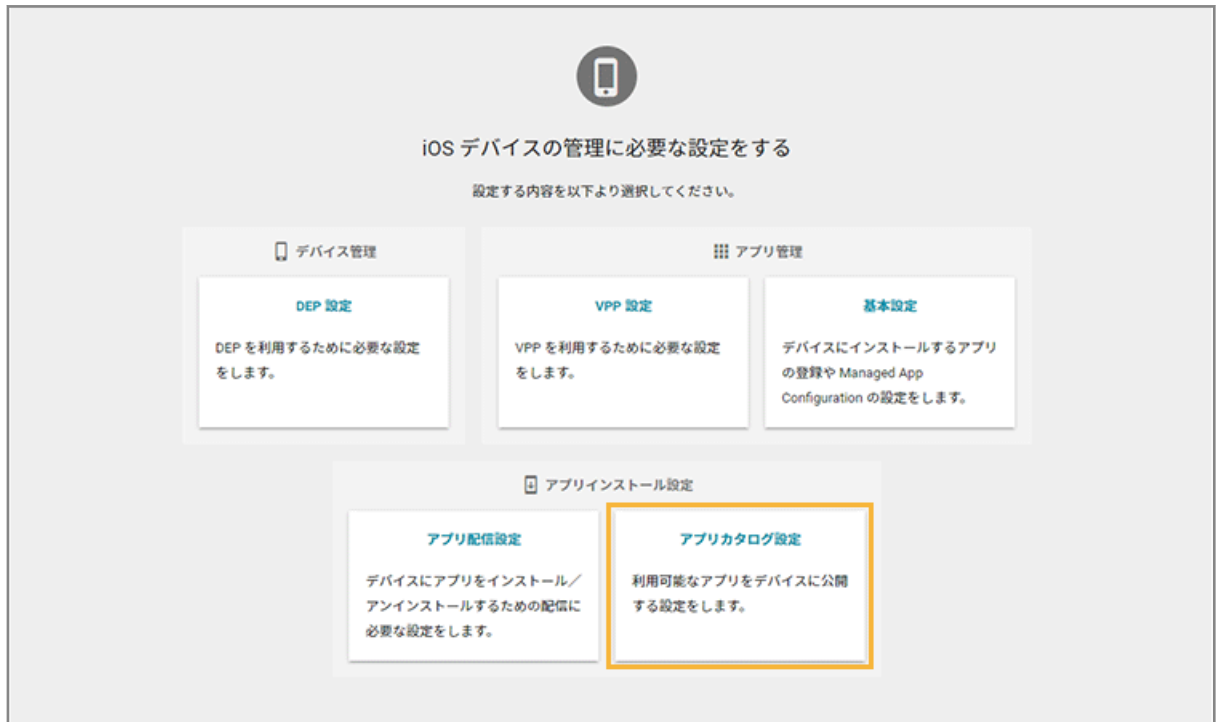 iOS デバイスの管理に必要な設定をする
設定する内容を以下より選択してください。
デバイス管理
アプリ管理
DEP 設定
DEP を利用するために必要な設定
をします。
VPP 設定
VPP を利用するために必要な設定
をします。
基本設定
デバイスにインストールするアプリ
の登録や Managed App
Configuration の設定をします。
アプリインストール設定
アプリ配信設定
デバイスにアプリをインストール／
アンインストールするための配信に
必要な設定をします。
アプリカタログ設定
利用可能なアプリをデバイスに公開
する設定をします。